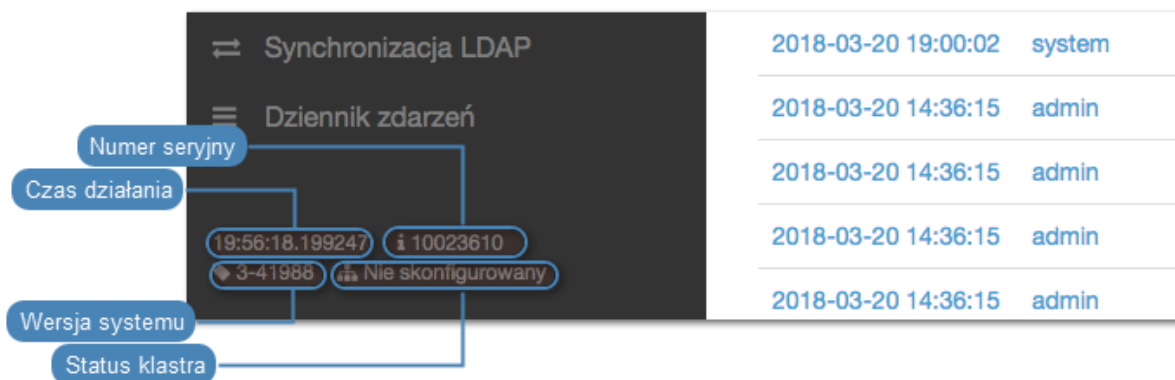 Synchronizacja LDAP
2018-03-20 19:00:02 system
Dziennik zdarzeń
2018-03-20 14:36:15 admin
Numer seryjny
2018-03-20 14:36:15 admin
Czas działania
19:56:18.199247 10023610
2018-03-20 14:36:15 admin
3-41988 Nie skonfigurowany
2018-03-20 14:36:15 admin
Wersja systemu
Status klastra